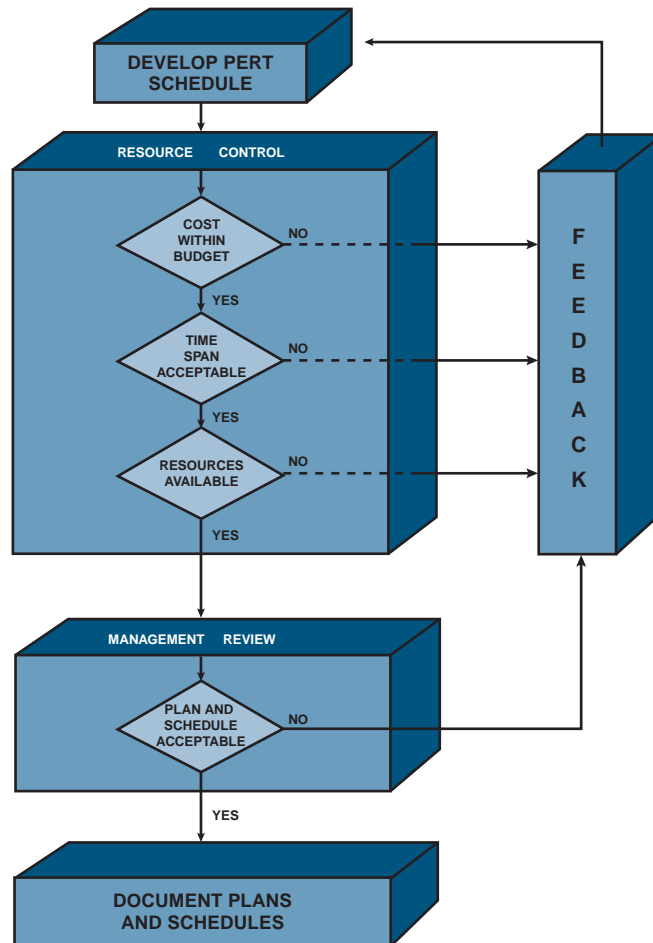 DEVELOP PERT
SCHEDULE
RESOURCE CONTROL
COST
WITHIN
BUDGET
NO
YES
TIME
SPAN
ACCEPTABLE
NO
YES
RESOURCES
AVAILABLE
NO
YES
F
E
E
D
B
A
C
K
MANAGEMENT REVIEW
PLAN AND
SCHEDULE
ACCEPTABLE
NO
YES
DOCUMENT PLANS
AND SCHEDULES